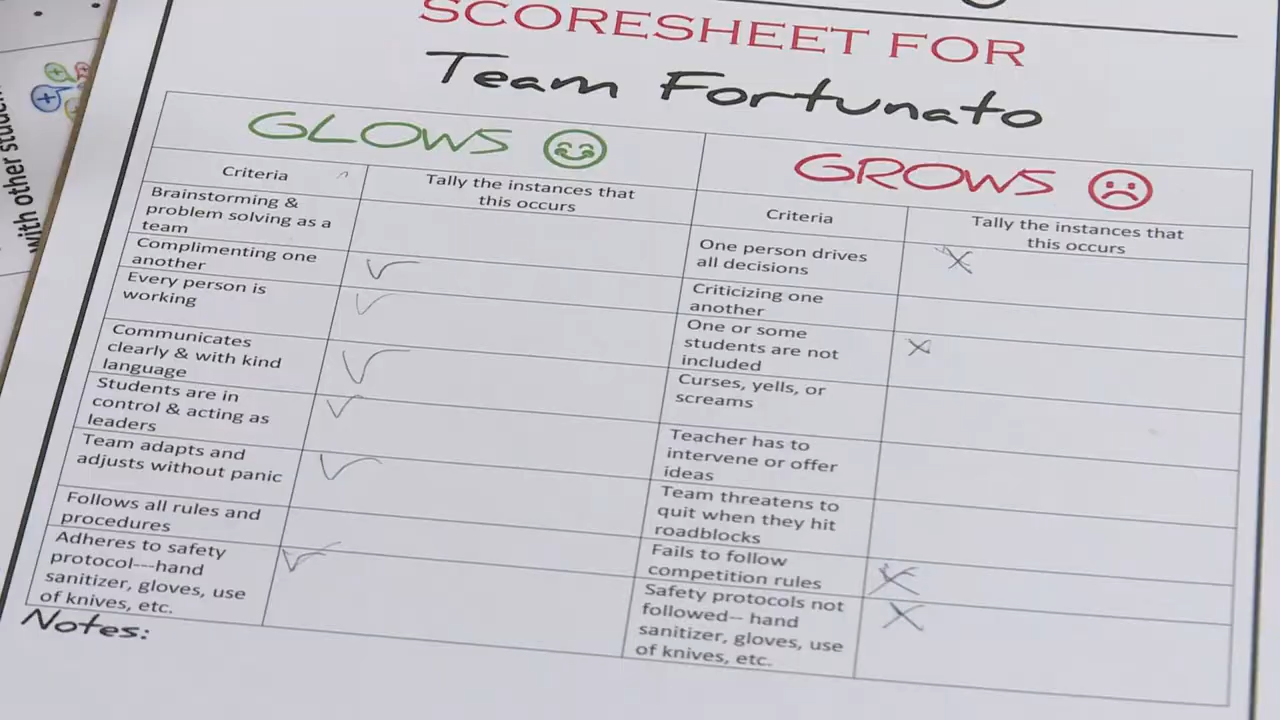 SCORESHEET FOR
Team Fortunato
GLOWS
GROWS
Criteria
Tally the instances that
this occurs
Criteria
Tally the instances that
this occurs
Brainstorming &
problem solving as a
team
Complimenting one
another
Every person is
working
Communicates
clearly & with kind
language
Students are in
control & acting as
leaders
Team adapts and
adjusts without panic
Follows all rules and
procedures
Adheres to safety
protocol---hand
sanitizer, gloves, use
of knives, etc.
One person drives
all decisions
Criticizing one
another
One or some
students are not
included
Curses, yells, or
screams
Teacher has to
intervene or offer
ideas
Team threatens to
quit when they hit
roadblocks
Fails to follow
competition rules
Safety protocols not
followed-- hand
sanitizer, gloves, use
of knives, etc.
Notes:
with other